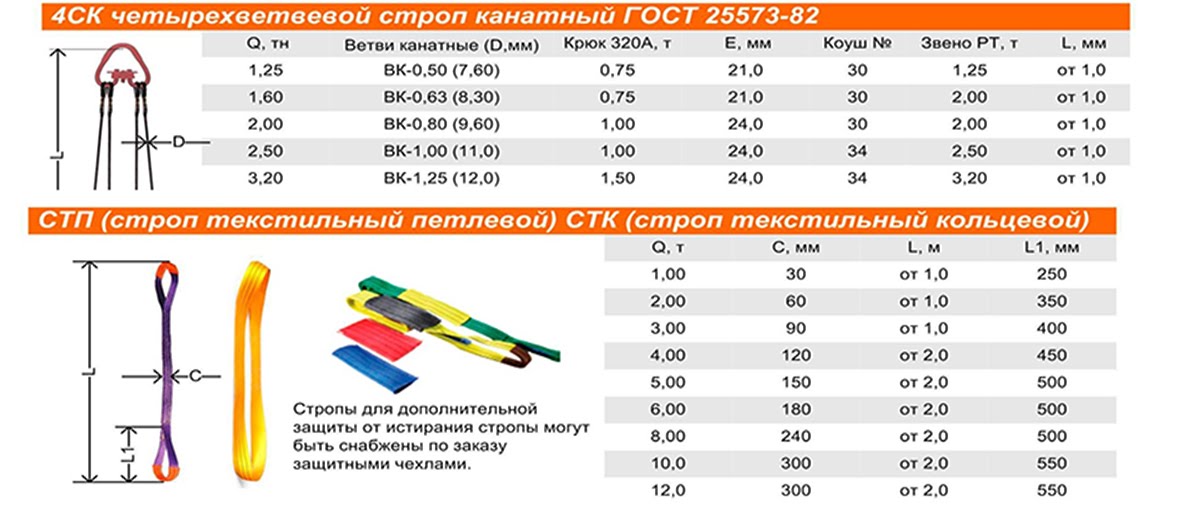 4СК четырехветвевой строп канатный ГОСТ 25573-82
Q, тн Ветви канатные (D,мм) Крюк 320А, т E, мм Коуш № Звено РТ, т L, мм
1,25 ВК-0,50 (7,60) 0,75 21,0 30 1,25 от 1,0
1,60 ВК-0,63 (8,30) 0,75 21,0 30 2,00 от 1,0
2,00 ВК-0,80 (9,60) 1,00 24,0 30 2,00 от 1,0
2,50 ВК-1,00 (11,0) 1,00 24,0 34 2,50 от 1,0
3,20 ВК-1,25 (12,0) 1,50 24,0 34 3,20 от 1,0
L
D
СТП (строп текстильный петлевой) СТК (строп текстильный кольцевой)
L
C
L1
Стропы для дополнительной
защиты от истирания стропы могут
быть снабжены по заказу
защитными чехлами.
Q, т C, мм L, м L1, мм
1,00 30 от 1,0 250
2,00 60 от 1,0 350
3,00 90 от 1,0 400
4,00 120 от 2,0 450
5,00 150 от 2,0 500
6,00 180 от 2,0 500
8,00 240 от 2,0 500
10,0 300 от 2,0 550
12,0 300 от 2,0 550